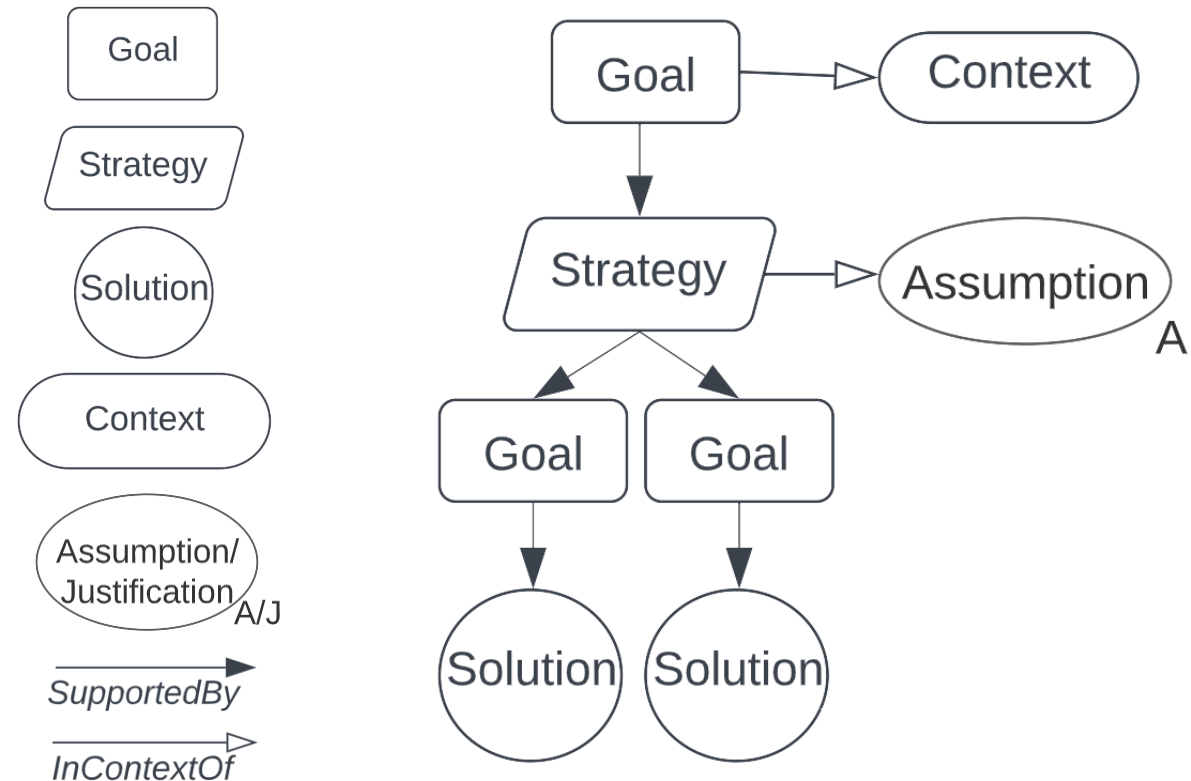 Goal
Strategy
Solution
Context
Assumption/
Justification
A/J
SupportedBy
InContextOf
Goal
Context
Strategy
Assumption
A
Goal
Goal
Solution
Solution